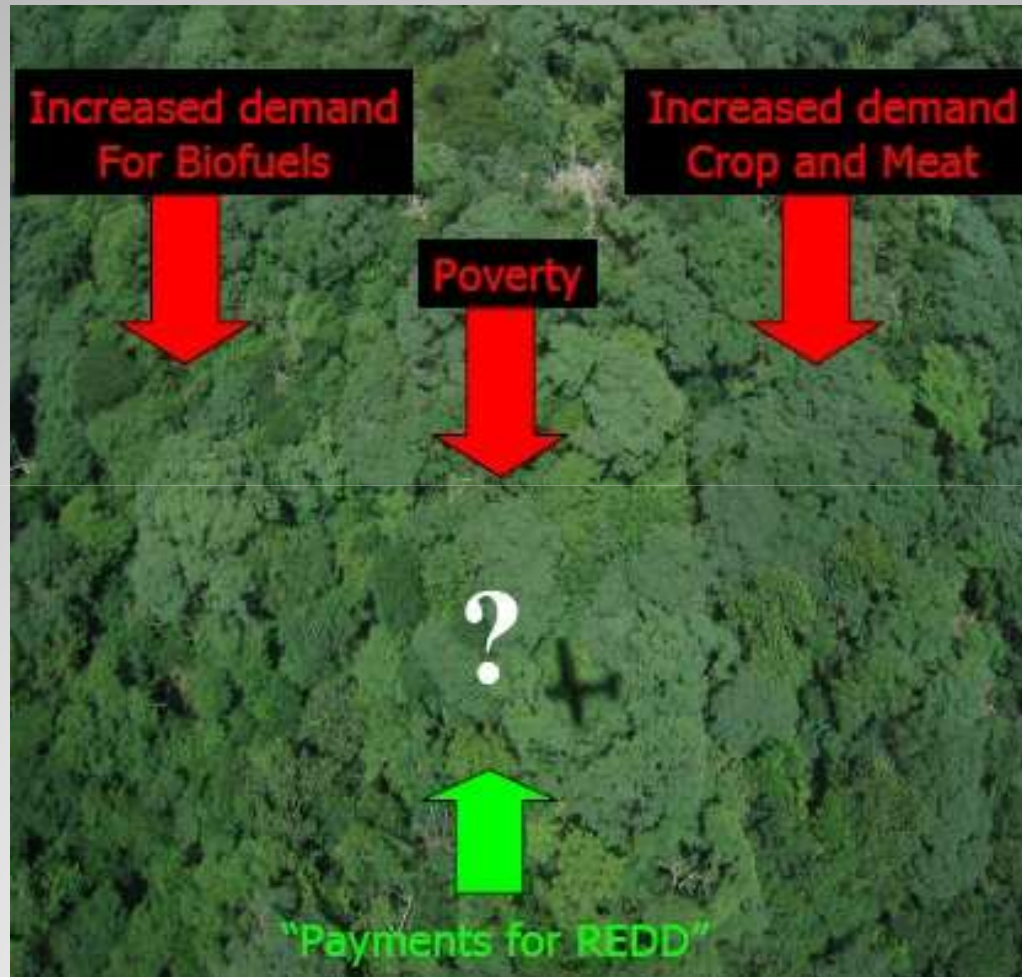 Increased demand
For Biofuels
Increased demand
Crop and Meat
Poverty
?
“Payments for REDD”